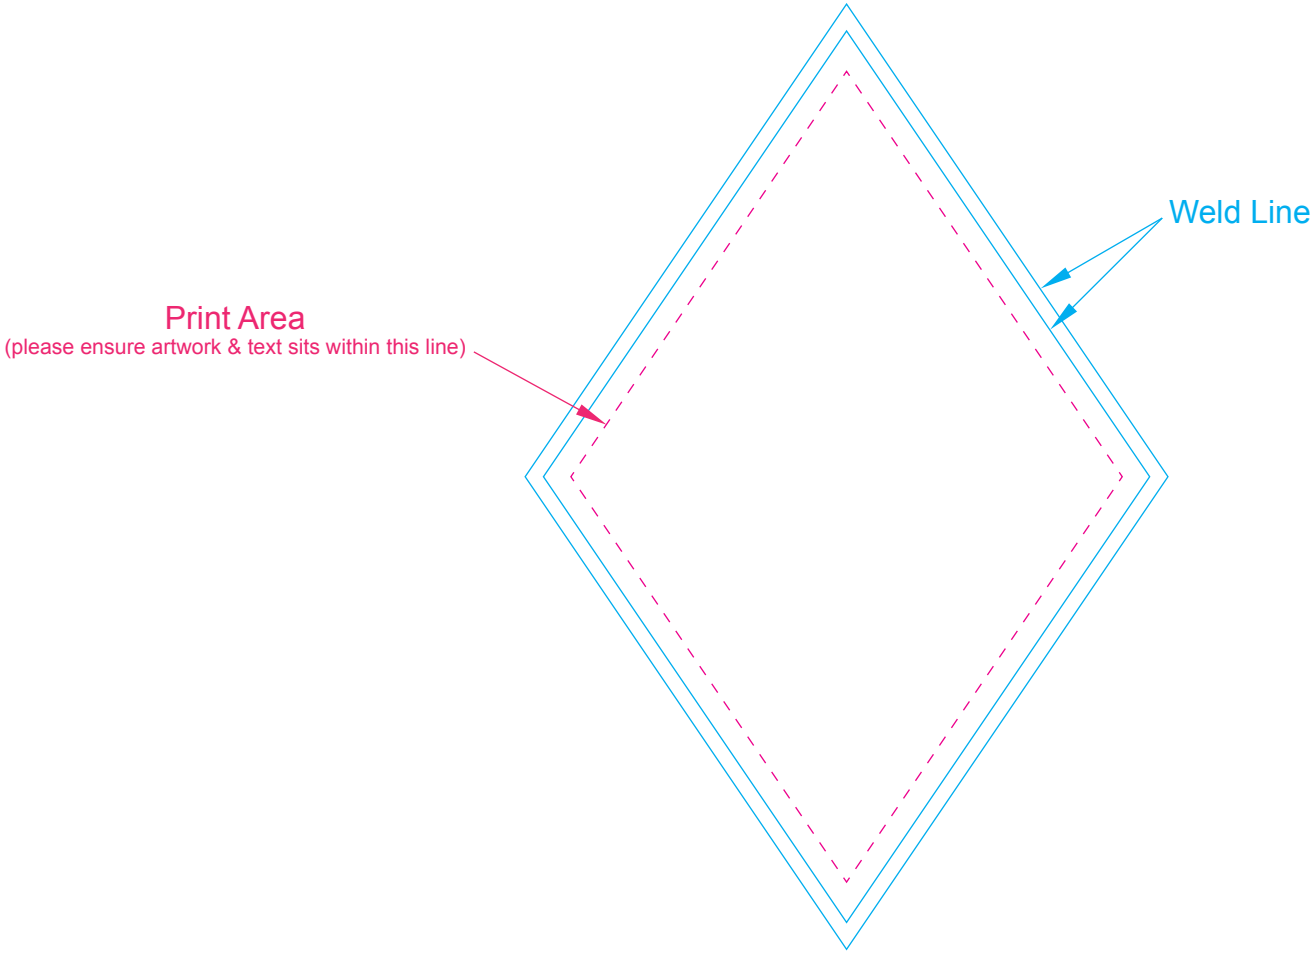 Weld Line
Print Area
(please ensure artwork & text sits within this line)